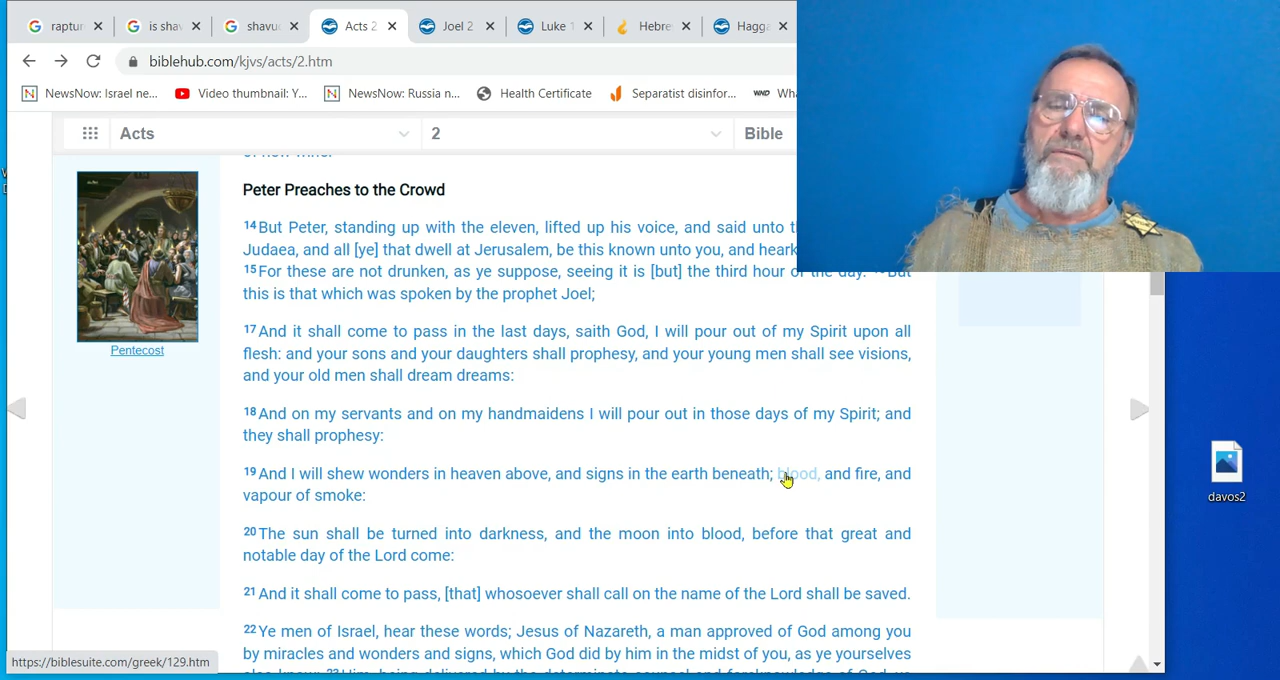 raptur
is shav
shavuo
Acts 2
Joel 2
Luke 1
Hebre
Hagga
biblehub.com/kjvs/acts/2.htm
NewsNow: Israel ne...
Video thumbnail: Y...
NewsNow: Russia n...
Health Certificate
Separatist disinfor...
WND Wha
Acts
2
Bible
Peter Preaches to the Crowd
14But Peter, standing up with the eleven, lifted up his voice, and said unto
Judaea, and all [ye] that dwell at Jerusalem, be this known unto you, and heark
15For these are not drunken, as ye suppose, seeing it is [but] the third hour of the day. But
this is that which was spoken by the prophet Joel;
17And it shall come to pass in the last days, saith God, I will pour out of my Spirit upon all
flesh: and your sons and your daughters shall prophesy, and your young men shall see visions,
and your old men shall dream dreams:
18And on my servants and on my handmaidens I will pour out in those days of my Spirit; and
they shall prophesy:
19And I will shew wonders in heaven above, and signs in the earth beneath; blood, and fire, and
vapour of smoke:
20The sun shall be turned into darkness, and the moon into blood, before that great and
notable day of the Lord come:
21And it shall come to pass, [that] whosoever shall call on the name of the Lord shall be saved.
22Ye men of Israel, hear these words; Jesus of Nazareth, a man approved of God among you
by miracles and wonders and signs, which God did by him in the midst of you, as ye yourselves
Pentecost
davos2
https://biblesuite.com/greek/129.htm